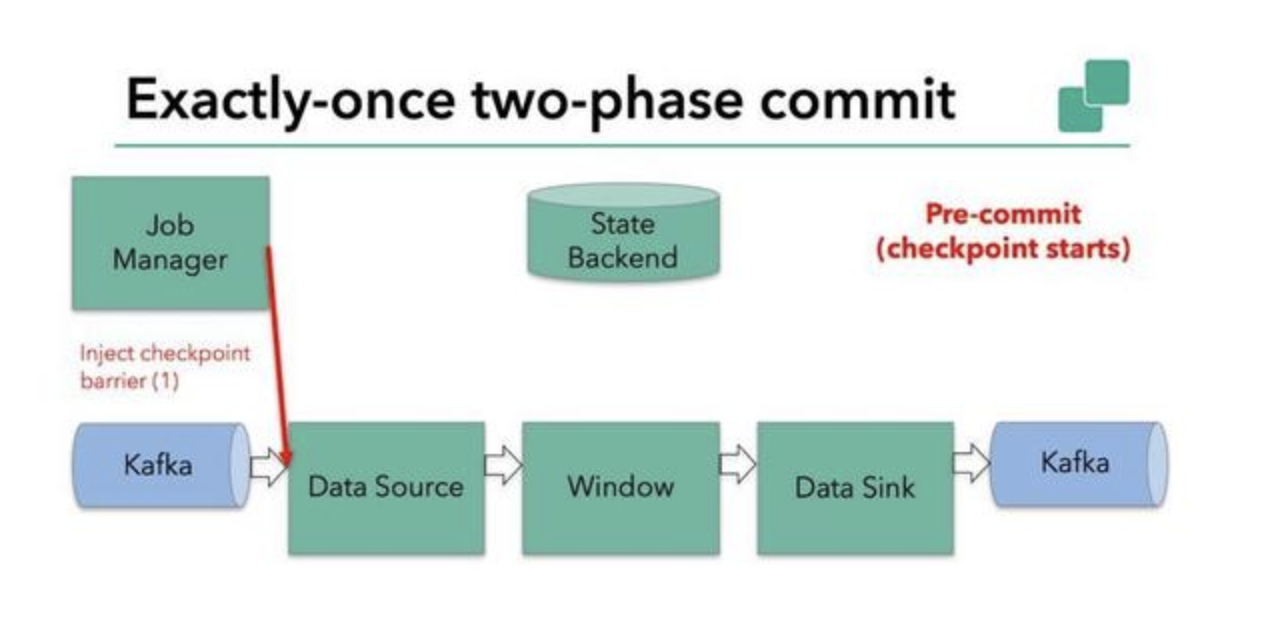 Exactly-once two-phase commit
Job
Manager
State
Backend
Pre-commit
(checkpoint starts)
Inject checkpoint
barrier (1)
Kafka
Data Source
Window
Data Sink
Kafka